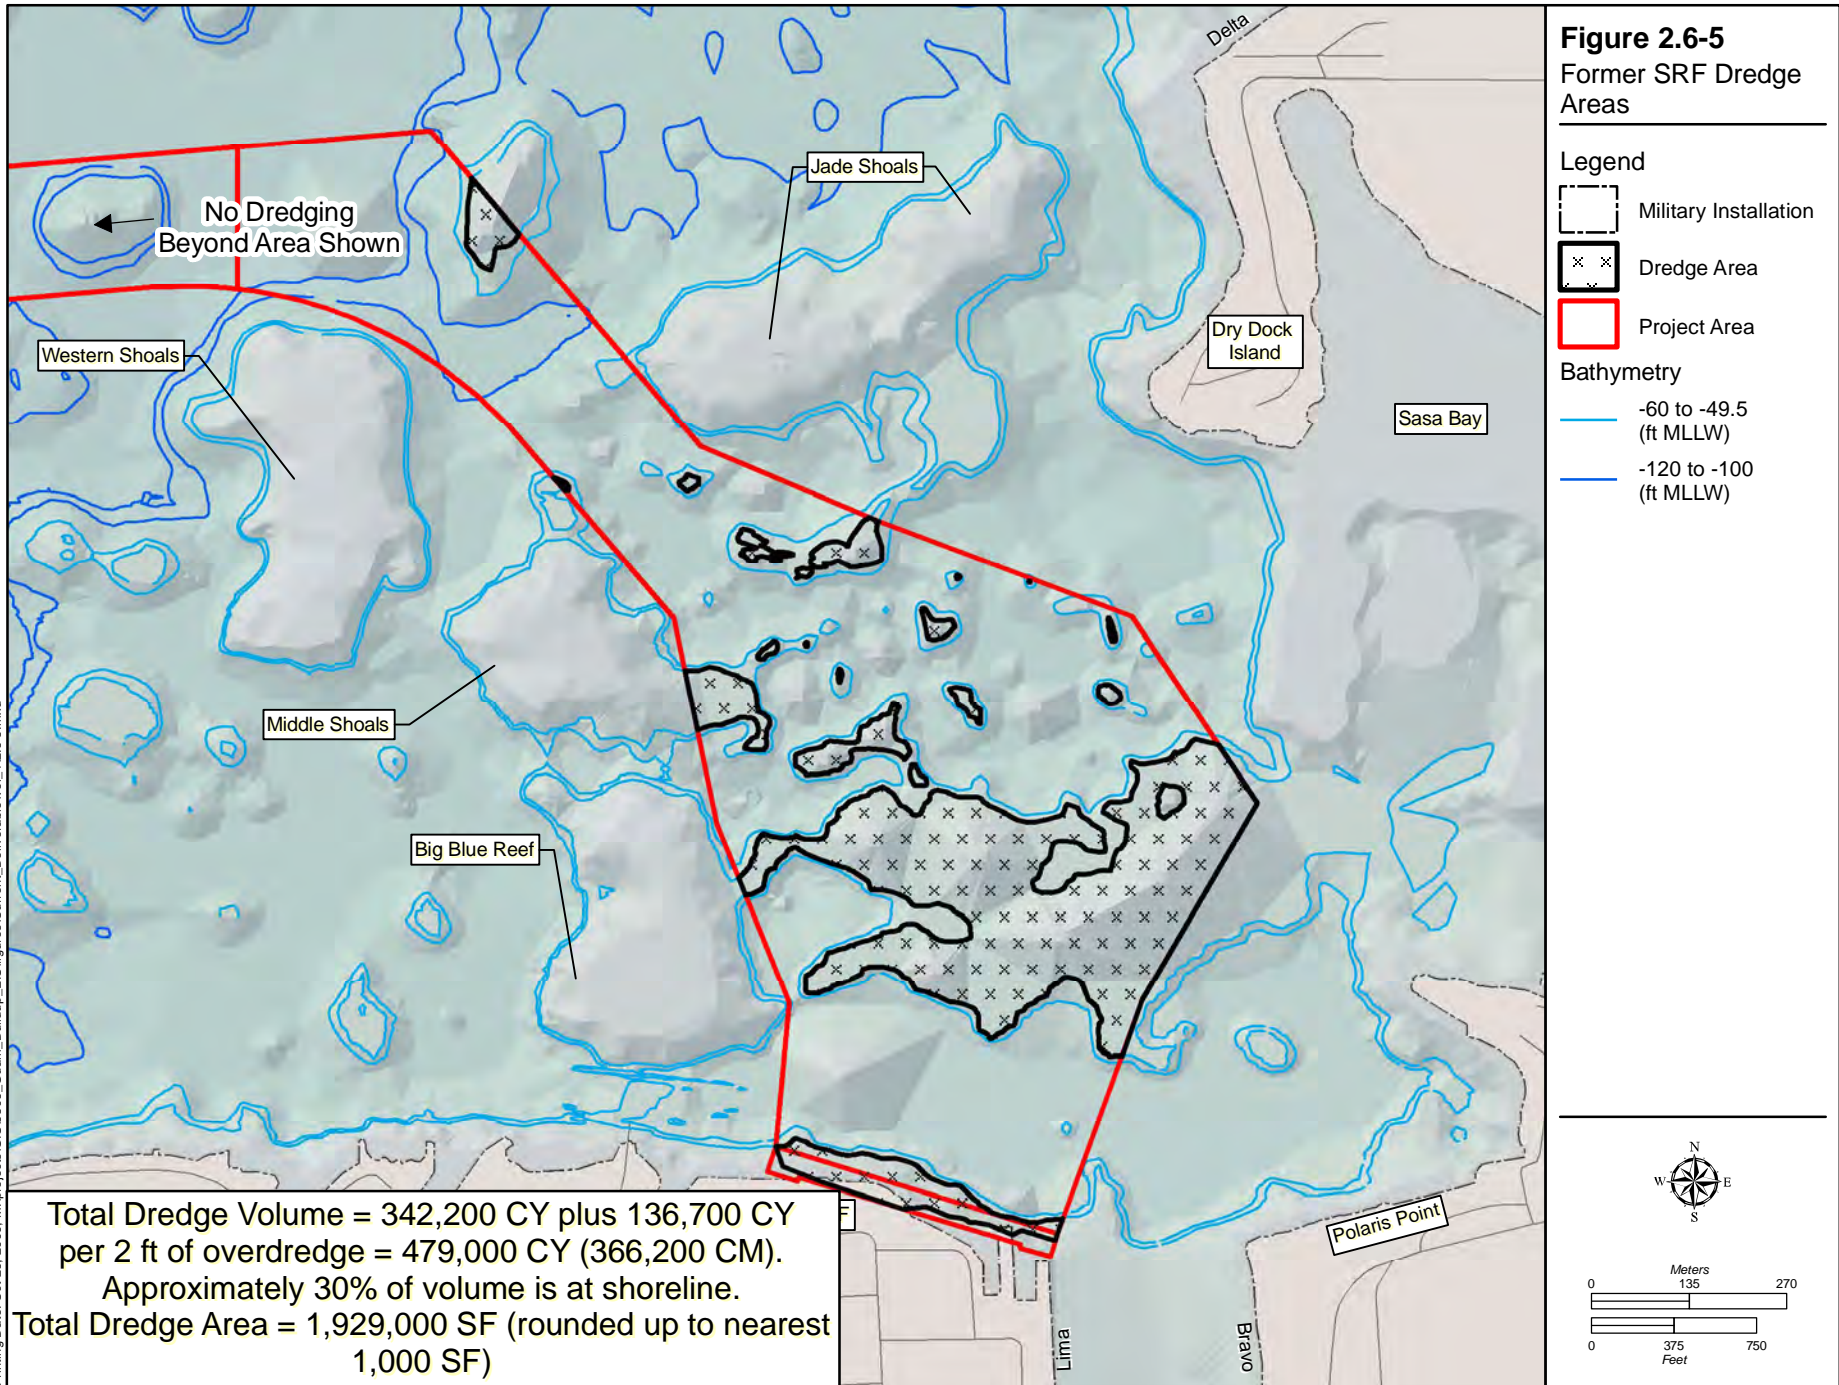 Figure 2.6-5
Former SRF Dredge
Areas
Legend
Military Installation
Dredge Area
Project Area
Bathymetry
-60 to -49.5
(ft MLLW)
-120 to -100
(ft MLLW)
N
W E
S
Meters
0 135 270
0 375 750
Feet
Delta
Jade Shoals
No Dredging
Beyond Area Shown
Western Shoals
Dry Dock
Island
Sasa Bay
Middle Shoals
Big Blue Reef
Polaris Point
Lima
Bravo
F
Total Dredge Volume = 342,200 CY plus 136,700 CY
per 2 ft of overdredge = 479,000 CY (366,200 CM).
Approximately 30% of volume is at shoreline.
Total Dredge Area = 1,929,000 SF (rounded up to nearest
1,000 SF)